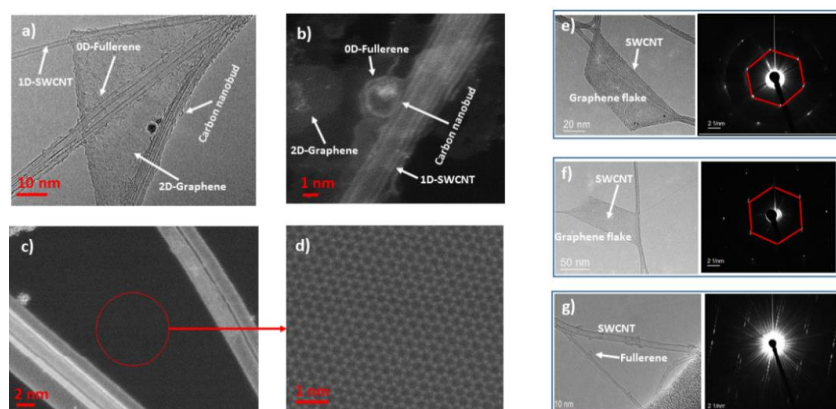 a)
0D-Fullerene
1D-SWCNT
Carbon nanobud
2D-Graphene
10 nm
b)
0D-Fullerene
2D-Graphene
Carbon nanobud
1D-SWCNT
1 nm
c)
2 nm
d)
1 nm
e)
SWCNT
Graphene flake
20 nm
2 1/nm
f)
SWCNT
Graphene flake
50 nm
2 1/nm
g)
SWCNT
Fullerene
10 nm
2 1/nm